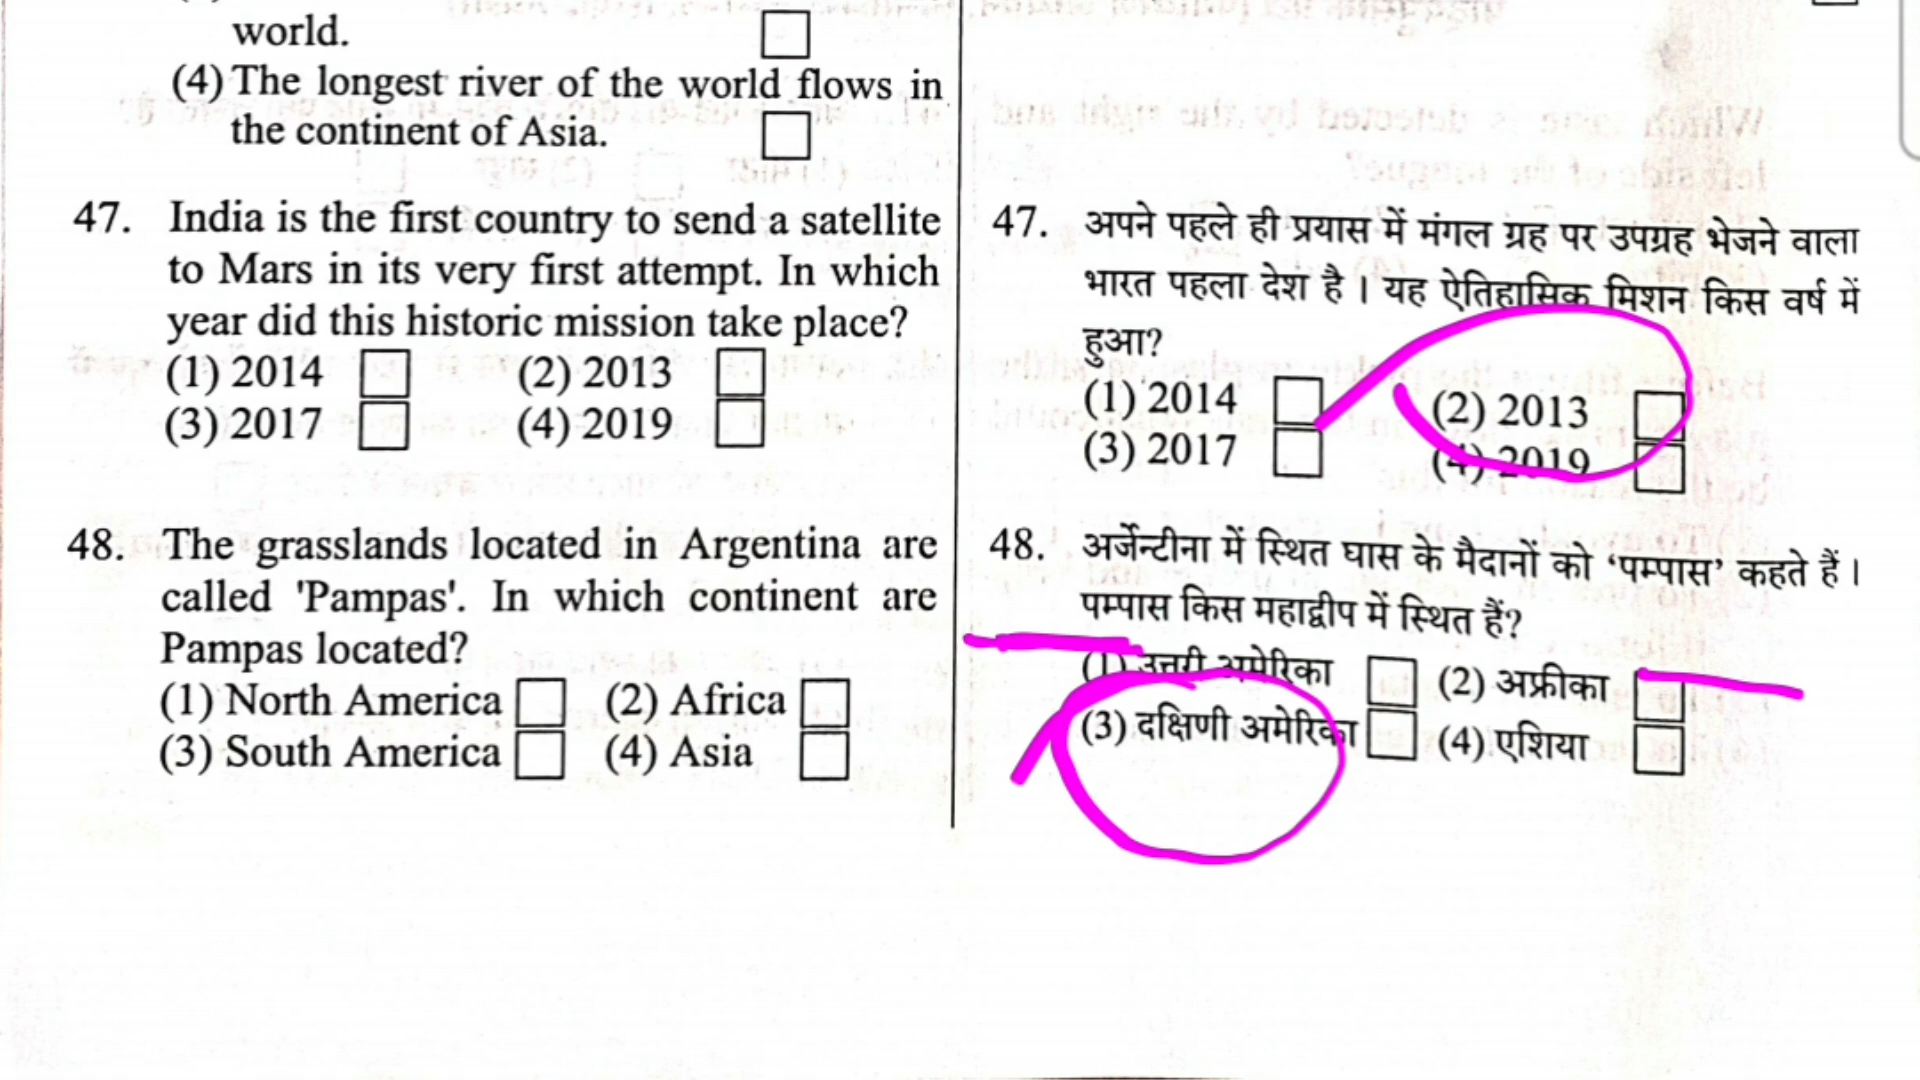 world.
(4) The longest river of the world flows in
the continent of Asia.
47. India is the first country to send a satellite
to Mars in its very first attempt. In which
year did this historic mission take place?
(1) 2014 (2) 2013
(3) 2017 (4) 2019
48. The grasslands located in Argentina are
called 'Pampas'. In which continent are
Pampas located?
(1) North America (2) Africa
(3) South America (4) Asia
47. अपने पहले ही प्रयास में मंगल ग्रह पर उपग्रह भेजने वाला
भारत पहला देश है । यह ऐतिहासिक मिशन किस वर्ष में
हुआ?
(1) 2014 (2) 2013
(3) 2017 (4) 2019
48. अर्जेन्टीना में स्थित घास के मैदानों को ‘पम्पास’ कहते हैं ।
पम्पास किस महाद्वीप में स्थित हैं?
(1) उत्तरी अमेरिका (2) अफ्रीका
(3) दक्षिणी अमेरिका (4) एशिया